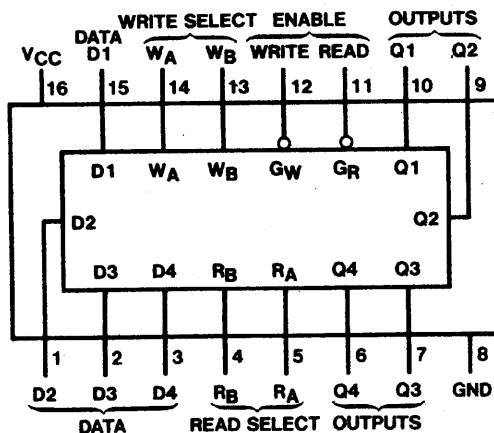 WRITE SELECT ENABLE OUTPUTS
DATA
VCC D1 WA WB WRITE READ Q1 Q2
16 15 14 13 12 11 10 9
D1 WA WB GW GR Q1
D2 Q2
D3 D4 RB RA Q4 Q3
1 2 3 4 5 6 7 8
D2 D3 D4 RB RA Q4 Q3 GND
DATA READ SELECT OUTPUTS